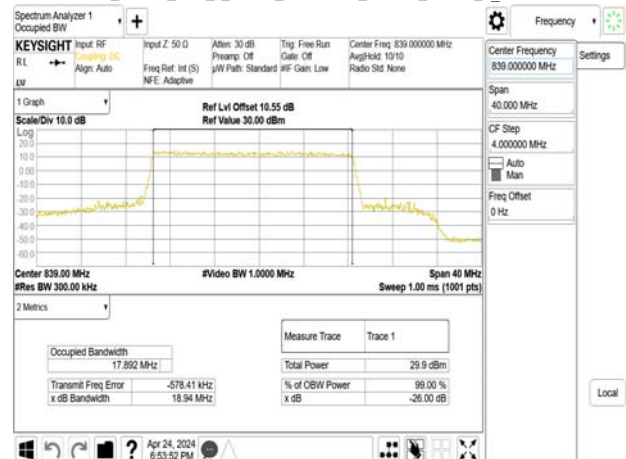 Spectrum Analyzer 1
Occupied BW
Frequency
KEYSIGHT
RL
LV
Input: RF
Coupling: DC
Align: Auto
Input Z: 50 Ω
Freq Ref: Int (S)
NFE: Adaptive
Atten: 30 dB
Preamp: Off
µW Path: Standard
Trig: Free Run
Gate: Off
#IF Gain: Low
Center Freq: 839.000000 MHz
Avg|Hold: 10/10
Radio Std: None
Center Frequency
839.000000 MHz
Settings
Span
40.000 MHz
CF Step
4.000000 MHz
Auto
Man
Freq Offset
0 Hz
1 Graph
Scale/Div 10.0 dB
Ref Lvl Offset 10.55 dB
Ref Value 30.00 dBm
Log
20.0
10.0
0.00
-10.0
-20.0
-30.0
-40.0
-50.0
-60.0
Center 839.00 MHz
#Res BW 300.00 kHz
#Video BW 1.0000 MHz
Span 40 MHz
Sweep 1.00 ms (1001 pts)
2 Metrics
Measure Trace Trace 1
Occupied Bandwidth
17.892 MHz
Total Power 29.9 dBm
Transmit Freq Error -578.41 kHz
% of OBW Power 99.00 %
x dB Bandwidth 18.94 MHz
x dB -26.00 dB
Local
?
Apr 24, 2024
6:53:52 PM